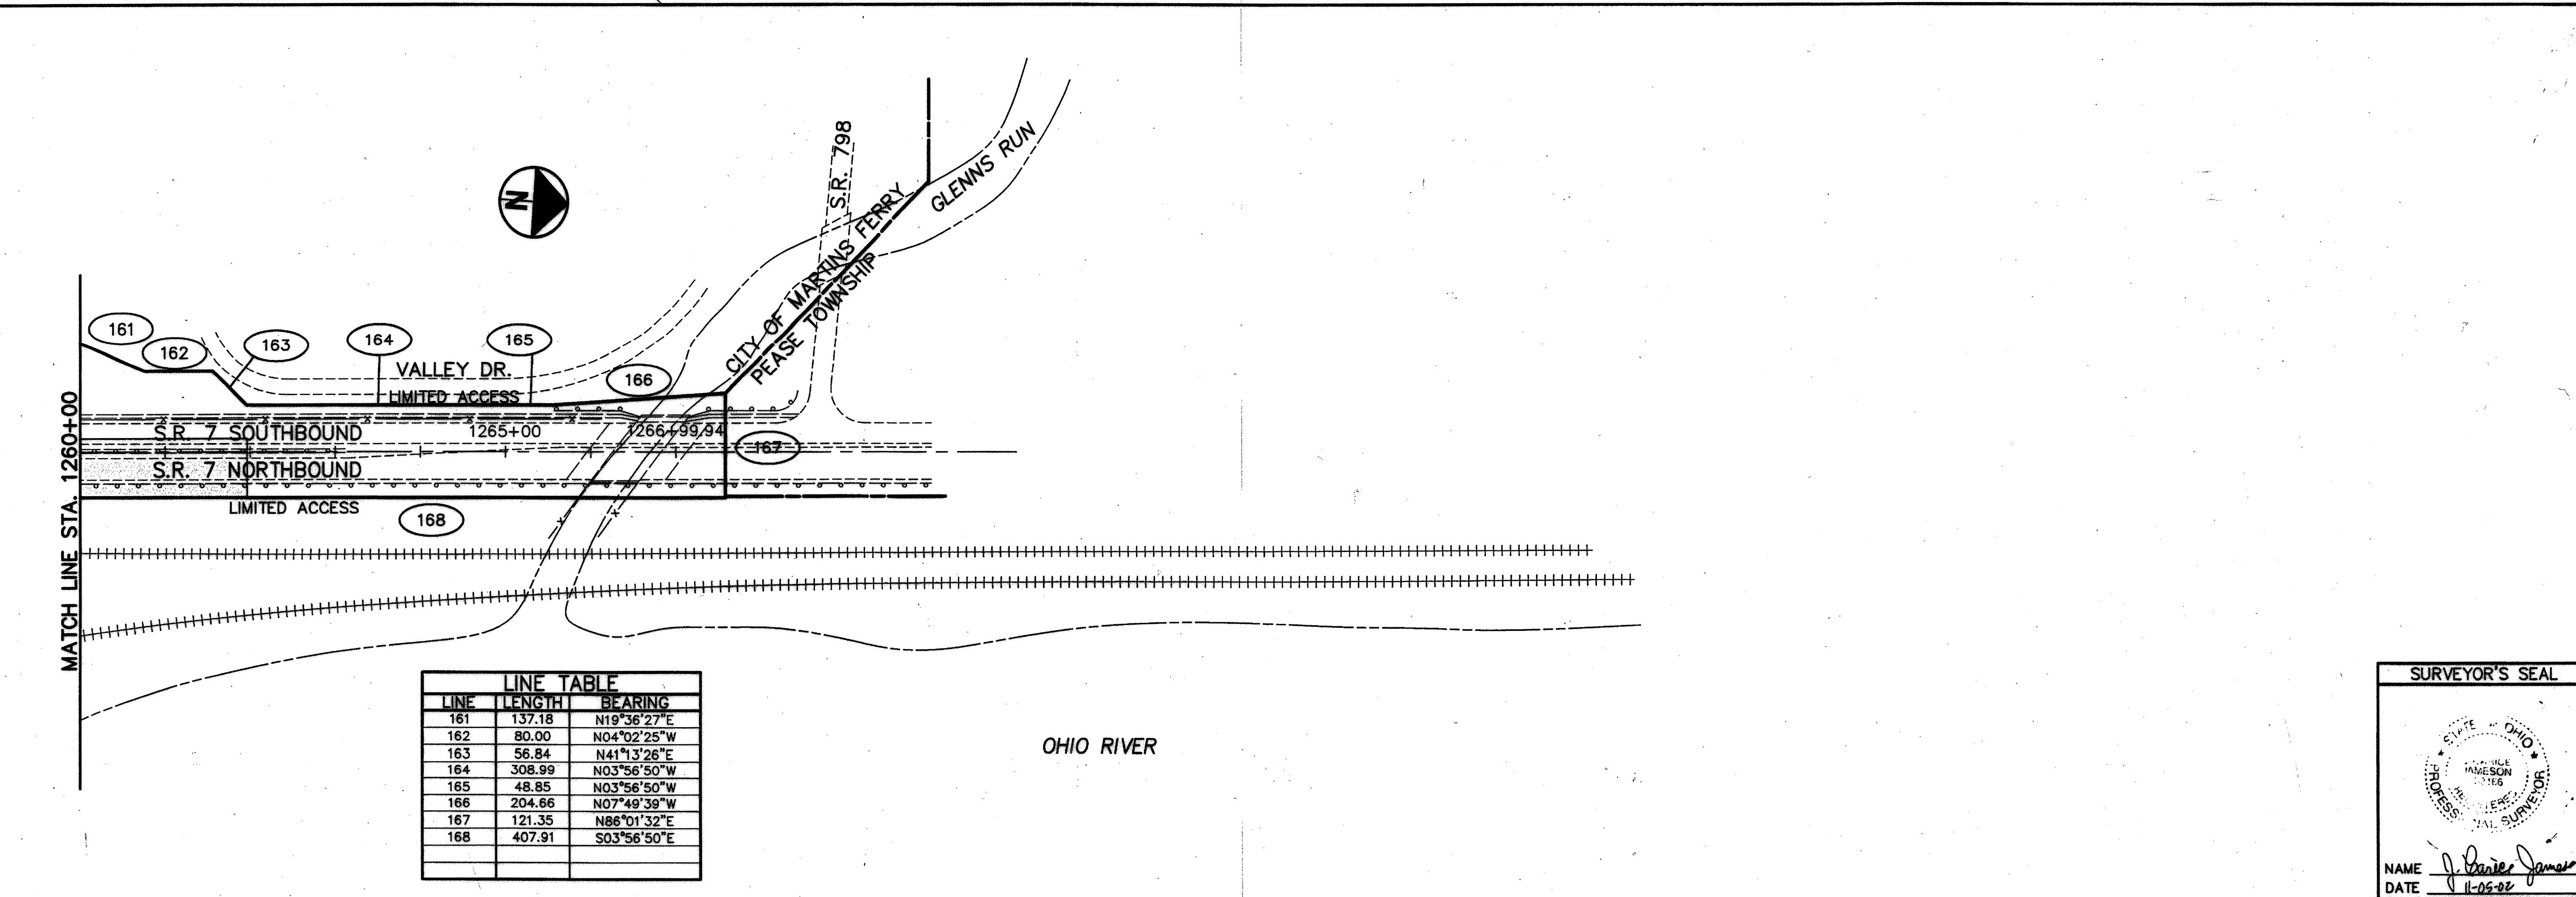 S.R. 798
GLENNS RUN
N
CITY OF MARTINS FERRY
PEASE TOWNSHIP
161
162
163
164
165
166
VALLEY DR.
LIMITED ACCESS
MATCH LINE STA. 1260+00
S.R. 7 SOUTHBOUND
1265+00
1266+99.94
167
S.R. 7 NORTHBOUND
LIMITED ACCESS
168
LINE TABLE
LINE LENGTH BEARING
161 137.18 N19°36'27"E
162 80.00 N04°02'25"W
163 56.84 N41°13'26"E
164 308.99 N03°56'50"W
165 48.85 N03°56'50"W
166 204.66 N07°49'39"W
167 121.35 N86°01'32"E
168 407.91 S03°56'50"E
OHIO RIVER
SURVEYOR'S SEAL
STATE OF OHIO
JAMESON
SURVEYOR
NAME J. Jameso
DATE 11-05-02